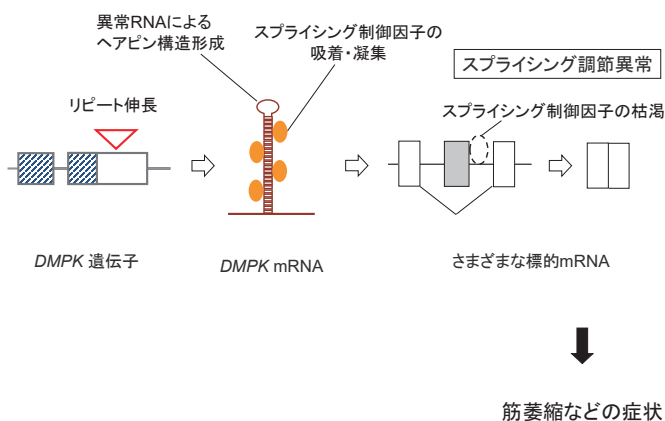 異常RNAによる
ヘアピン構造形成
スプライシング制御因子の
吸着・凝集
スプライシング調節異常
リピート伸長
スプライシング制御因子の枯渇
DMPK 遺伝子
DMPK mRNA
さまざまな標的mRNA
筋萎縮などの症状